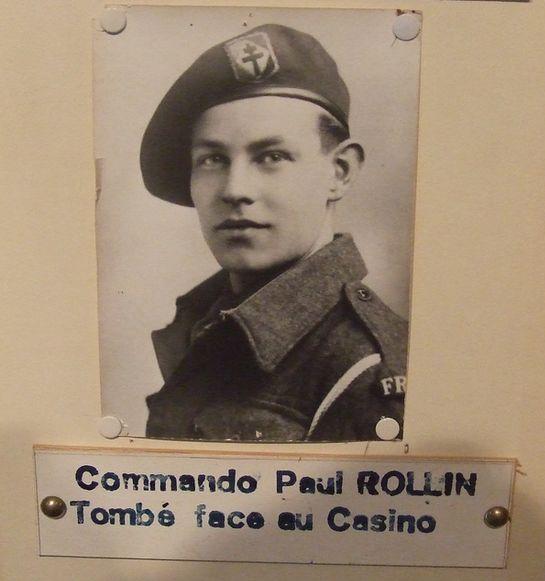 FR
Commando Paul ROLLIN
Tombé face au Casino